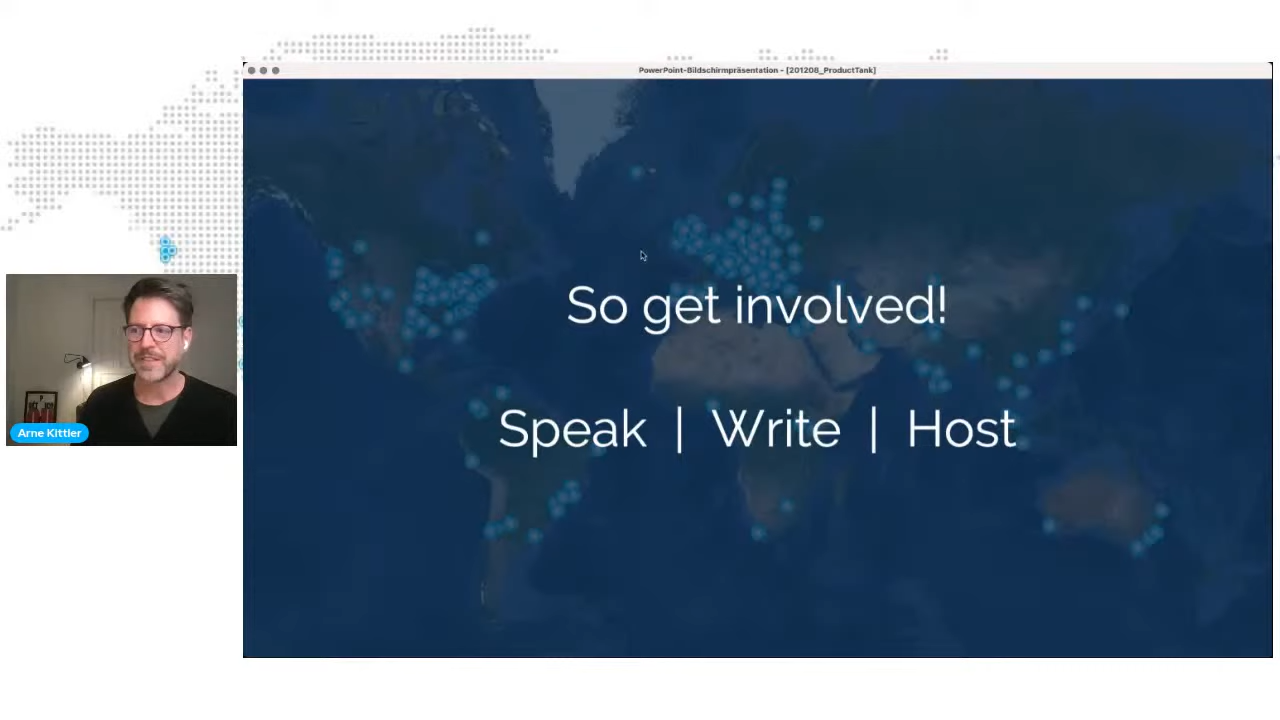 PowerPoint-Bildschirmpräsentation - [201208_ProductTank]
So get involved!
Speak | Write | Host
Arne Kittler